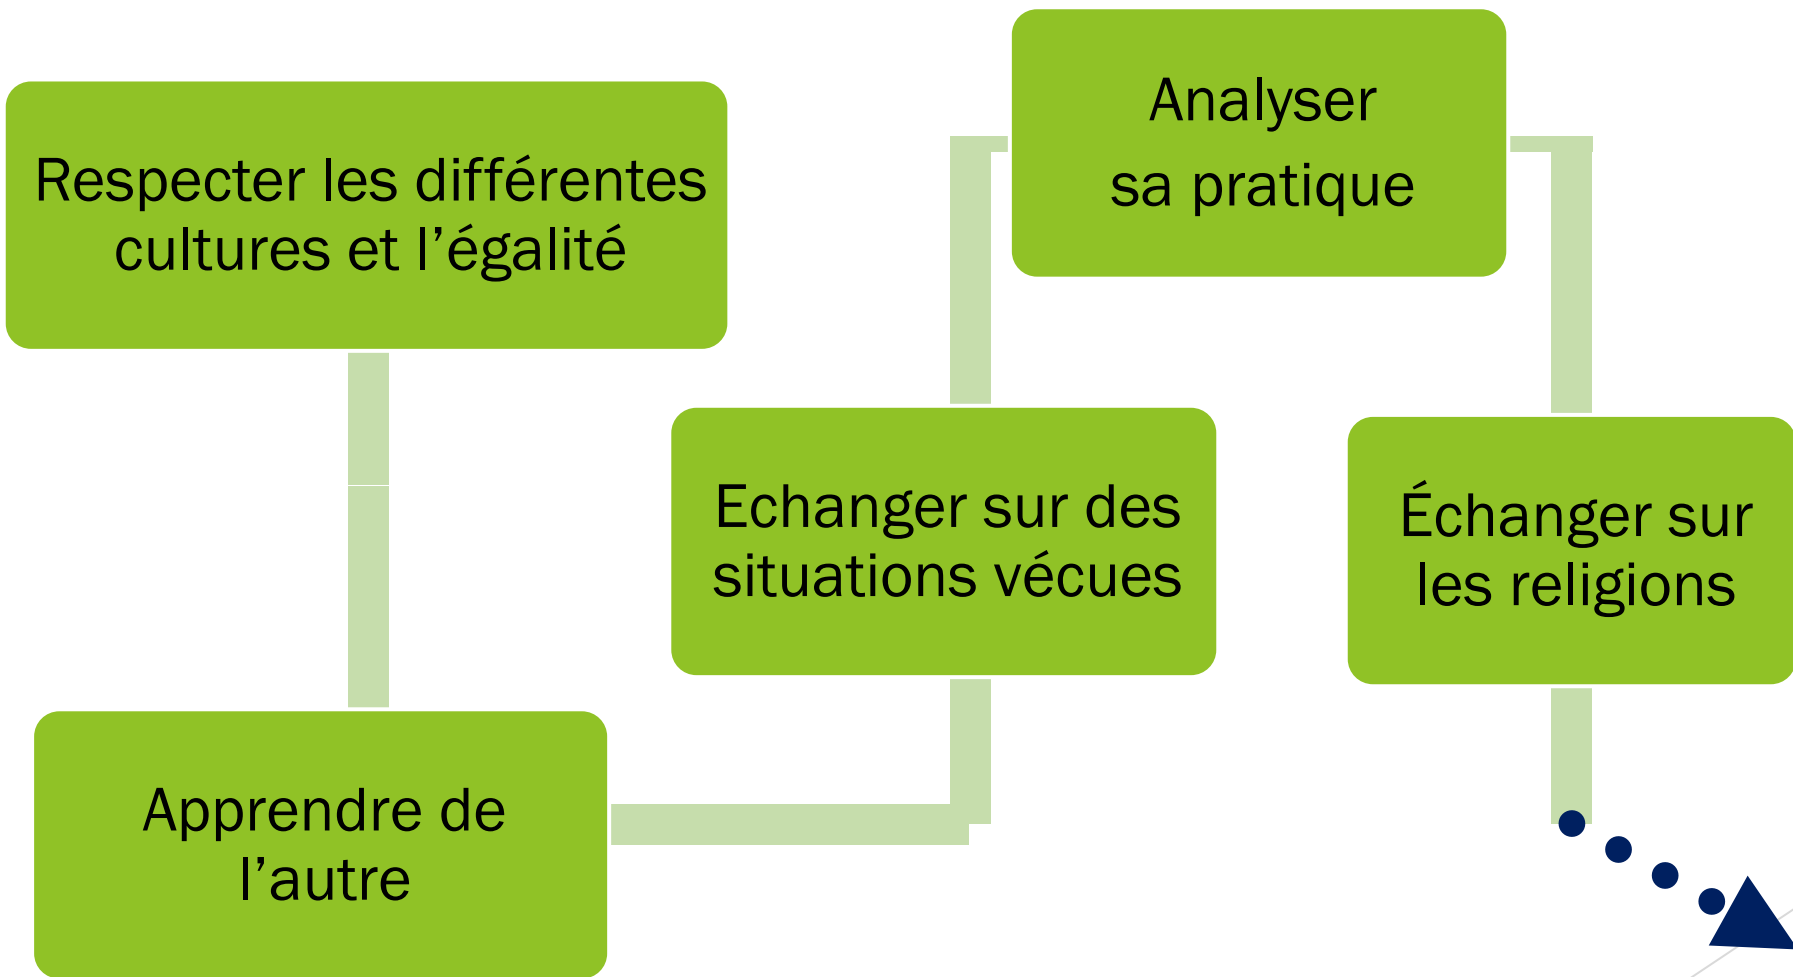 Respecter les différentes
cultures et l’égalité
Apprendre de
l’autre
Echanger sur des
situations vécues
Analyser
sa pratique
Échanger sur
les religions